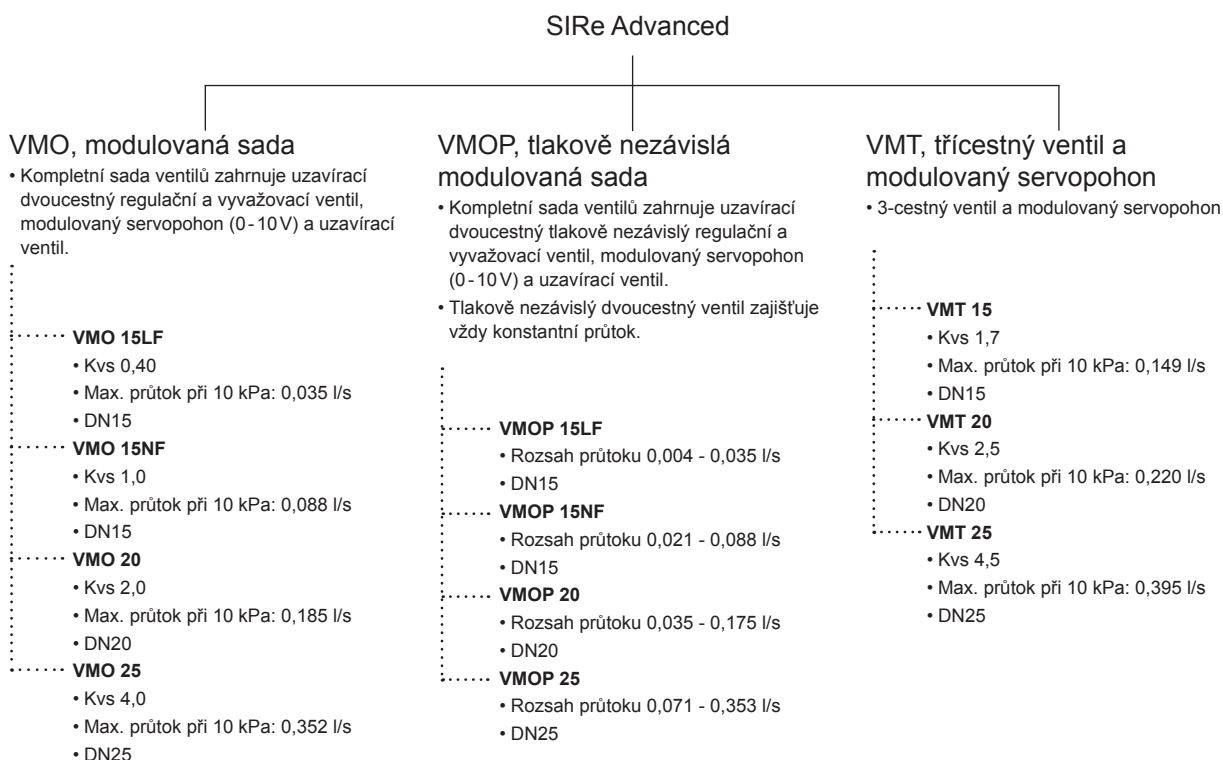 SIRe Advanced
VMO, modulovaná sada
• Kompletní sada ventilů zahrnuje uzavírací
dvoucestný regulační a vyvažovací ventil,
modulovaný servopohon (0-10V) a uzavírací
ventil.
VMO 15LF
• Kvs 0,40
• Max. průtok při 10 kPa: 0,035 l/s
• DN15
VMO 15NF
• Kvs 1,0
• Max. průtok při 10 kPa: 0,088 l/s
• DN15
VMO 20
• Kvs 2,0
• Max. průtok při 10 kPa: 0,185 l/s
• DN20
VMO 25
• Kvs 4,0
• Max. průtok při 10 kPa: 0,352 l/s
• DN25
VMOP, tlakově nezávislá
modulovaná sada
• Kompletní sada ventilů zahrnuje uzavírací
dvoucestný tlakově nezávislý regulační a
vyvažovací ventil, modulovaný servopohon
(0-10V) a uzavírací ventil.
• Tlakově nezávislý dvoucestný ventil zajišťuje
vždy konstantní průtok.
VMOP 15LF
• Rozsah průtoku 0,004 - 0,035 l/s
• DN15
VMOP 15NF
• Rozsah průtoku 0,021 - 0,088 l/s
• DN15
VMOP 20
• Rozsah průtoku 0,035 - 0,175 l/s
• DN20
VMOP 25
• Rozsah průtoku 0,071 - 0,353 l/s
• DN25
VMT, třícestný ventil a
modulovaný servopohon
• 3-cestný ventil a modulovaný servopohon
VMT 15
• Kvs 1,7
• Max. průtok při 10 kPa: 0,149 l/s
• DN15
VMT 20
• Kvs 2,5
• Max. průtok při 10 kPa: 0,220 l/s
• DN20
VMT 25
• Kvs 4,5
• Max. průtok při 10 kPa: 0,395 l/s
• DN25